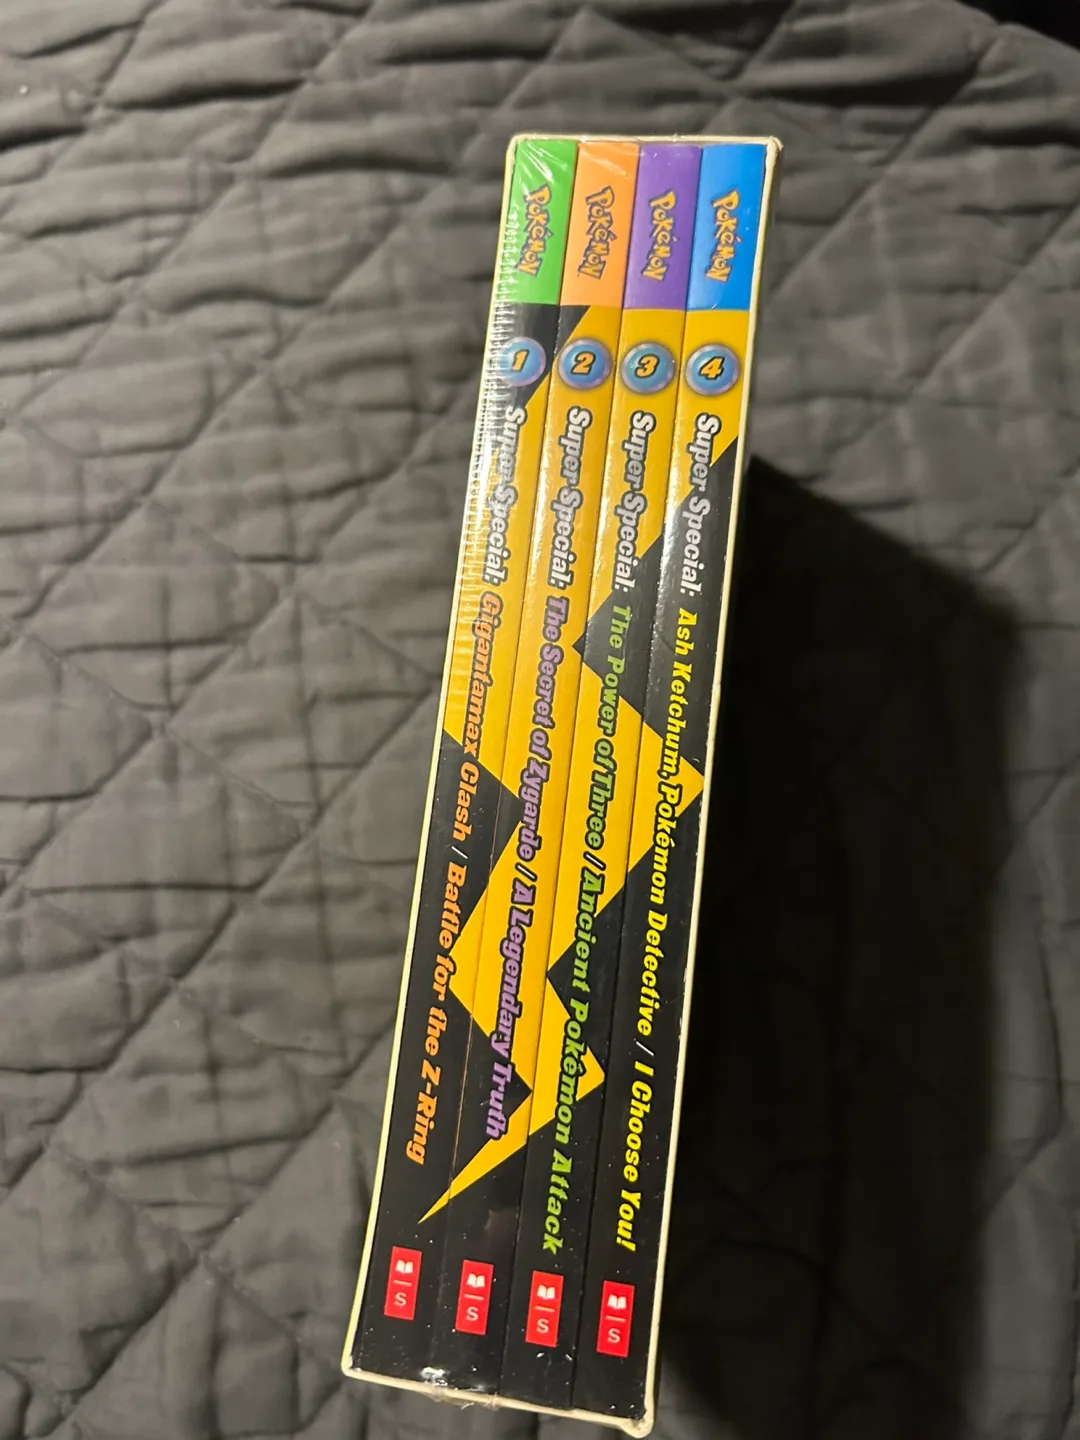 POKÉMON
1
Super Special: Gigantamax Clash / Battle for the Z-Ring
S
POKÉMON
2
Super Special: The Secret of Zygarde / A Legendary Truth
S
POKÉMON
3
Super Special: The Power of Three / Ancient Pokémon Attack
S
POKÉMON
4
Super Special: Ash Ketchum, Pokémon Detective / I Choose You!
S